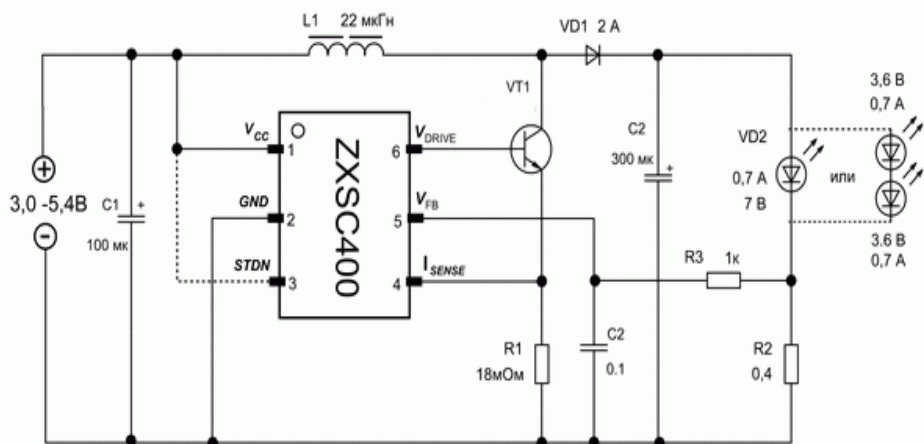 L1 22 мкГн
VD1 2 А
VT1
3,6 В
0,7 А
ZXSC400
V_CC
1
GND
2
STDN
3
6
V_DRIVE
5
V_FB
4
I_SENSE
3,0 -5,4В
C1
+
100 мк
C2
300 мк
+
VD2
0,7 А
7 В
или
3.6 В
0,7 А
R3 1к
R1
18мОм
C2
0.1
R2
0,4